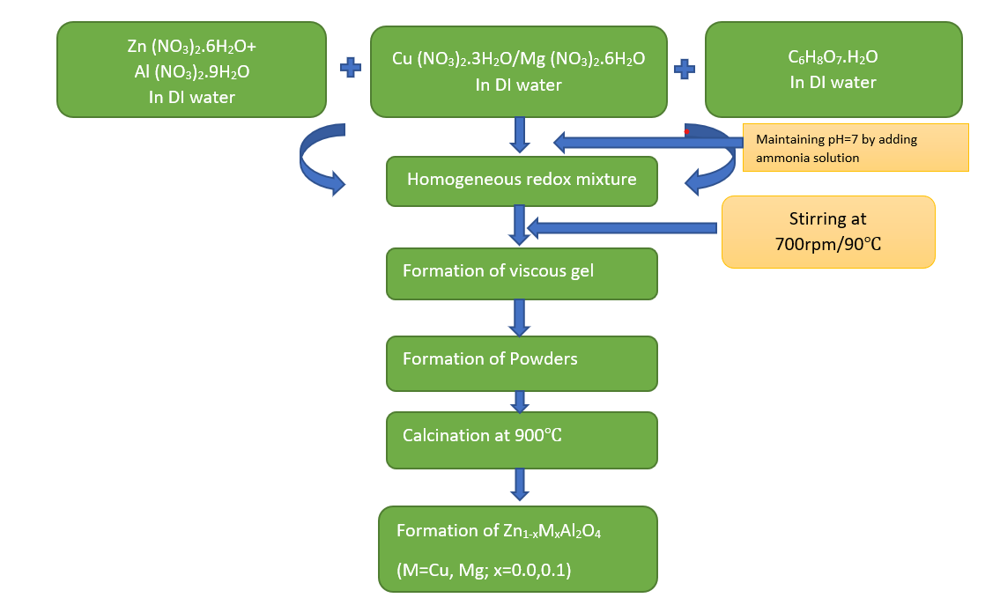 Zn (NO₃)₂.6H₂O+
Al (NO₃)₂.9H₂O
In DI water
Cu (NO₃)₂.3H₂O/Mg (NO₃)₂.6H₂O
In DI water
C₆H₈O₇.H₂O
In DI water
Maintaining pH=7 by adding
ammonia solution
Homogeneous redox mixture
Stirring at
700rpm/90℃
Formation of viscous gel
Formation of Powders
Calcination at 900℃
Formation of Zn₁₋ₓMₓAl₂O₄
(M=Cu, Mg; x=0.0,0.1)